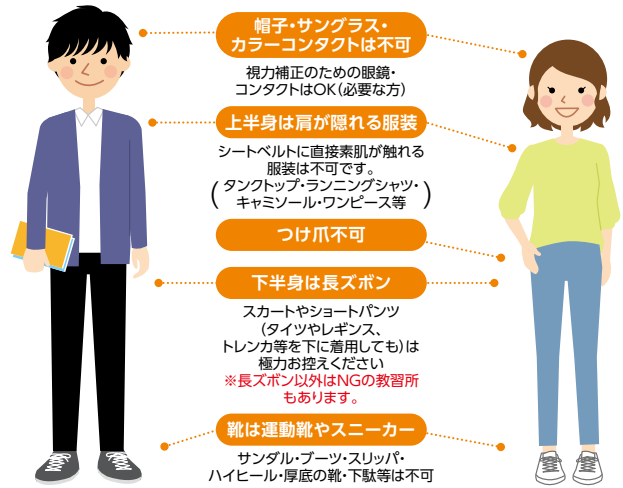 帽子・サングラス・
カラーコンタクトは不可
視力補正のための眼鏡・
コンタクトはOK(必要な方)
上半身は肩が隠れる服装
シートベルトに直接素肌が触れる
服装は不可です。
(タンクトップ・ランニングシャツ・
キャミソール・ワンピース等)
つけ爪不可
下半身は長ズボン
スカートやショートパンツ
(タイツやレギンス、
トレンカ等を下に着用しても)は
極力お控えください
※長ズボン以外はNGの教習所
もあります。
靴は運動靴やスニーカー
サンダル・ブーツ・スリッパ・
ハイヒール・厚底の靴・下駄等は不可